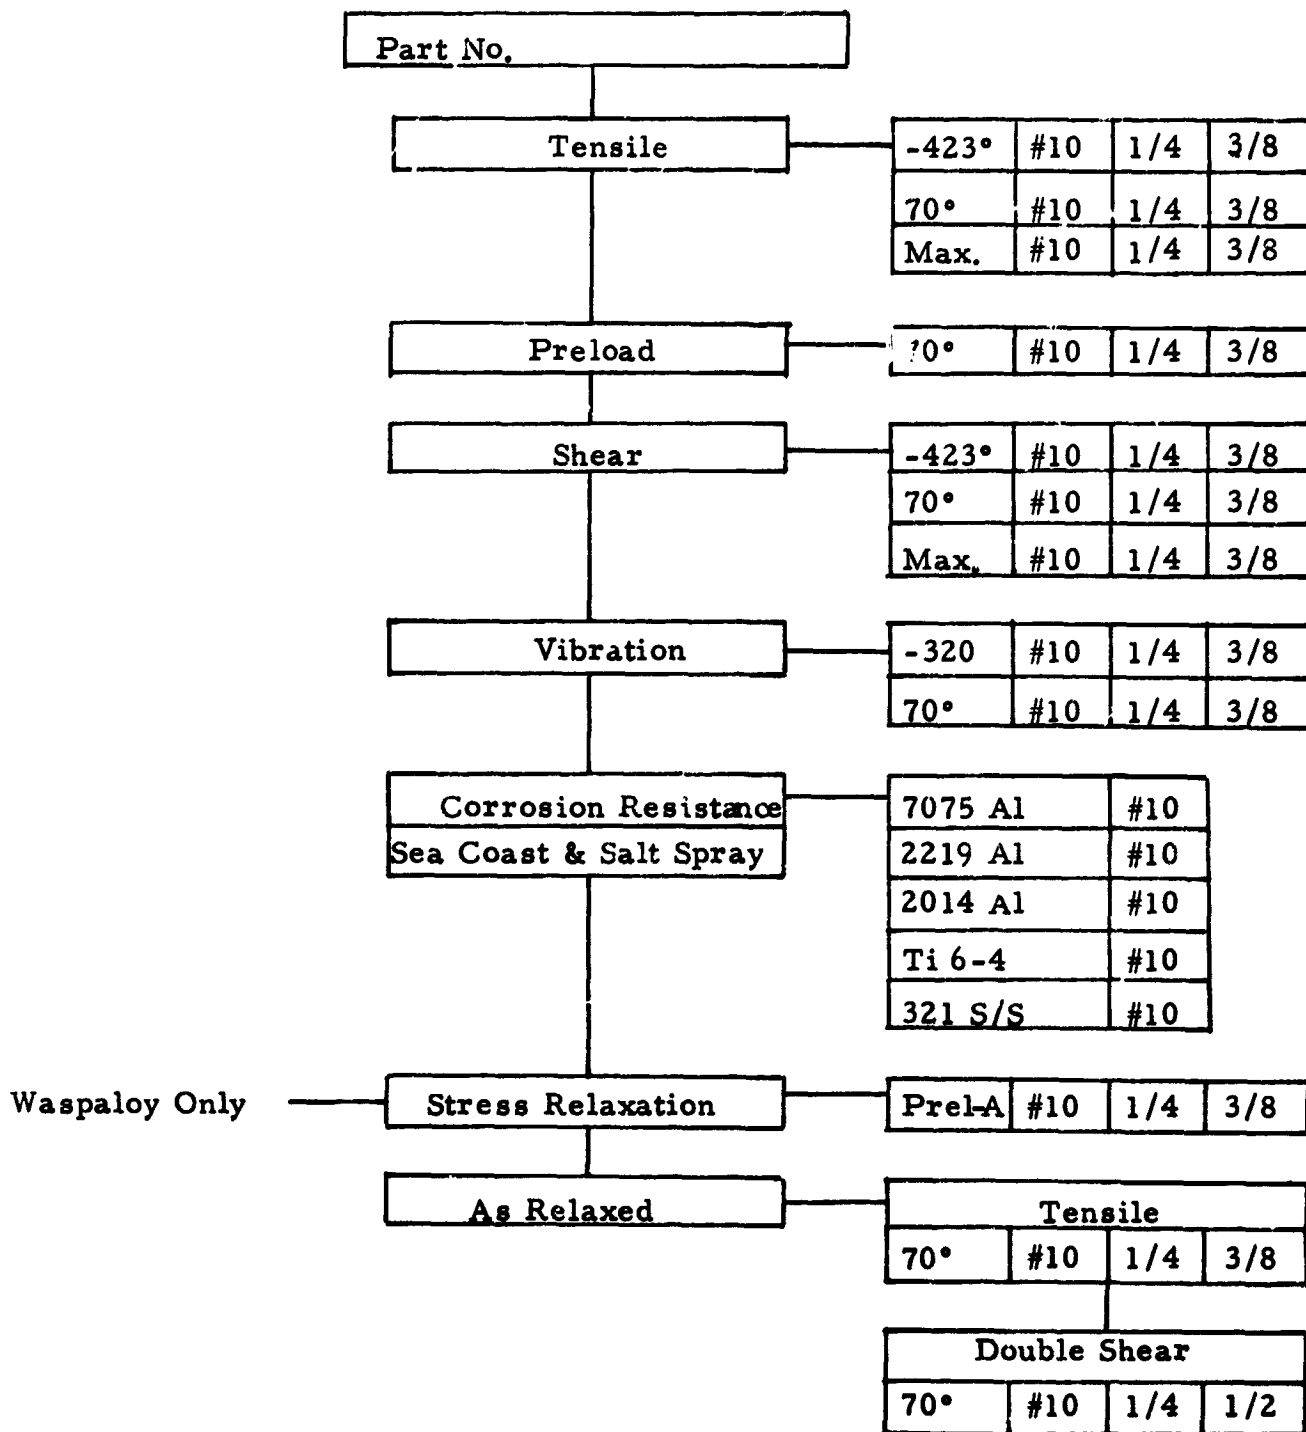 Part No.
Tensile
-423° #10 1/4 3/8
70° #10 1/4 3/8
Max. #10 1/4 3/8
Preload
70° #10 1/4 3/8
Shear
-423° #10 1/4 3/8
70° #10 1/4 3/8
Max. #10 1/4 3/8
Vibration
-320 #10 1/4 3/8
70° #10 1/4 3/8
Corrosion Resistance
Sea Coast & Salt Spray
7075 Al #10
2219 Al #10
2014 Al #10
Ti 6-4 #10
321 S/S #10
Waspaloy Only
Stress Relaxation
Prel-A #10 1/4 3/8
As Relaxed
Tensile
70° #10 1/4 3/8
Double Shear
70° #10 1/4 1/2